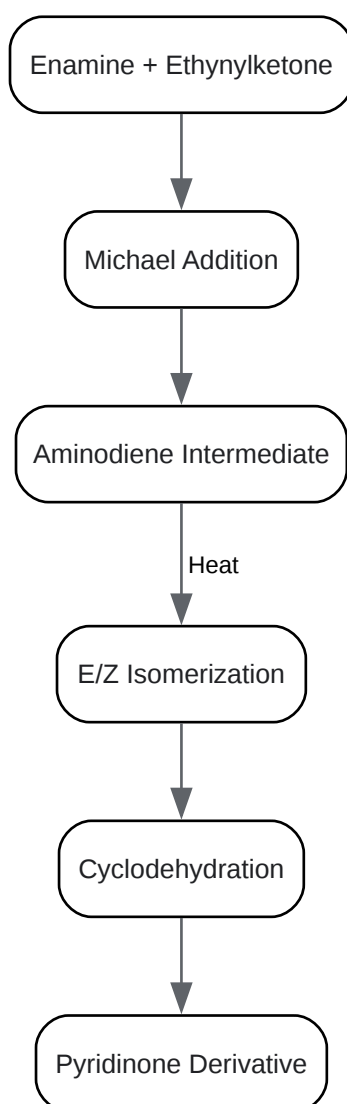 Enamine + Ethynylketone
Michael Addition
Aminodiene Intermediate
Heat
E/Z Isomerization
Cyclodehydration
Pyridinone Derivative